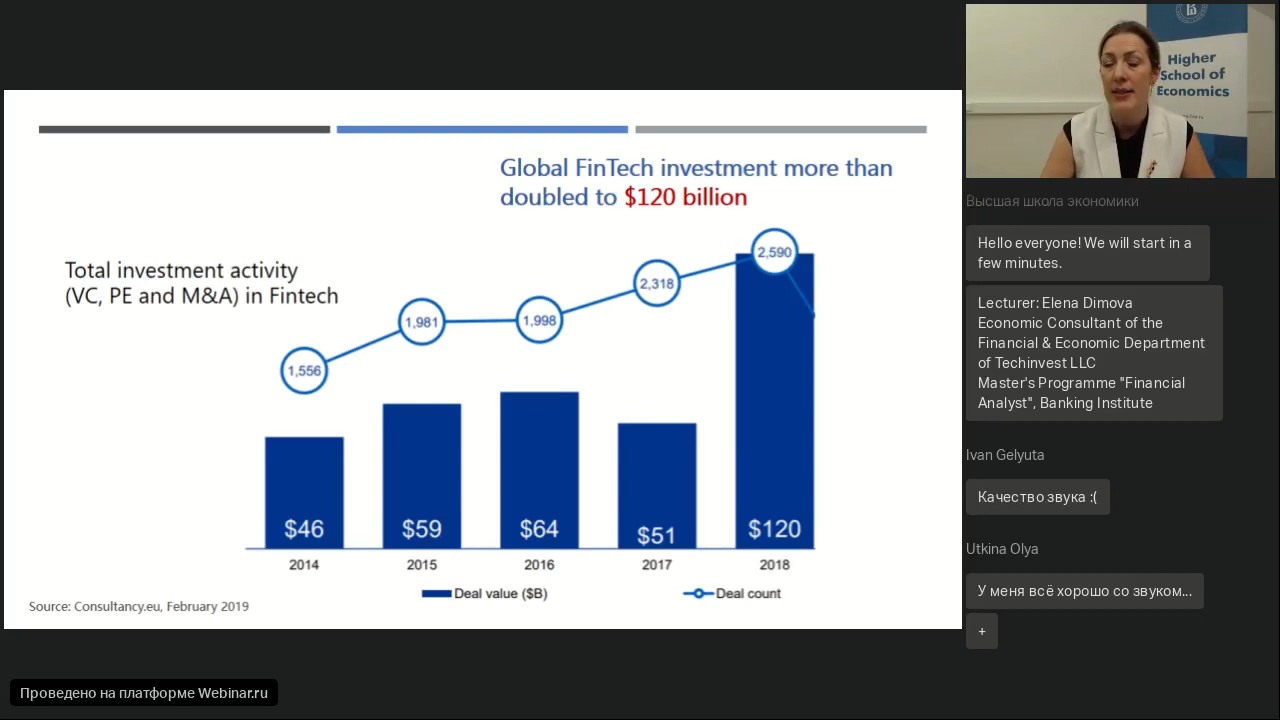 Global FinTech investment more than
doubled to $120 billion
Total investment activity
(VC, PE and M&A) in Fintech
2,590
2,318
1,981
1,998
1,556
$46
$59
$64
$51
$120
2014
2015
2016
2017
2018
Deal value ($B)
Deal count
Source: Consultancy.eu, February 2019
Higher
School of
Economics
Высшая школа экономики
Hello everyone! We will start in a
few minutes.
Lecturer: Elena Dimova
Economic Consultant of the
Financial & Economic Department
of Techinvest LLC
Master's Programme "Financial
Analyst", Banking Institute
Ivan Gelyuta
Качество звука :(
Utkina Olya
У меня всё хорошо со звуком...
+
Проведено на платформе Webinar.ru